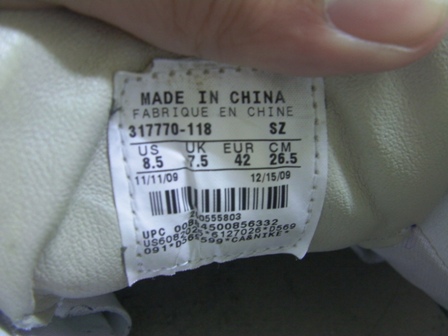 MADE IN CHINA
FABRIQUE EN CHINE
317770-118 SZ
US UK EUR CM
8.5 7.5 42 26.5
11/11/09 12/15/09
UPC